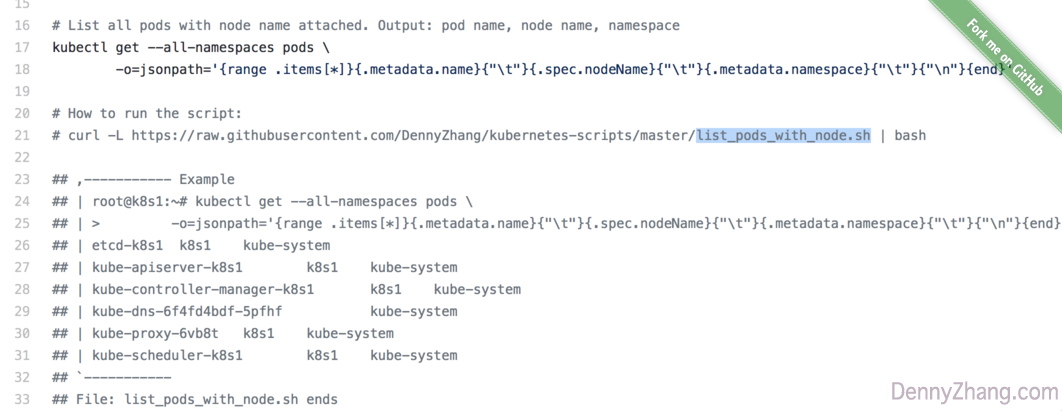 15
16 # List all pods with node name attached. Output: pod name, node name, namespace
17 kubectl get --all-namespaces pods \
18         -o=jsonpath='{range .items[*]}{.metadata.name}{"\t"}{.spec.nodeName}{"\t"}{.metadata.namespace}{"\t"}{"\n"}{end}'
19
20 # How to run the script:
21 # curl -L https://raw.githubusercontent.com/DennyZhang/kubernetes-scripts/master/list_pods_with_node.sh | bash
22
23 ## ,----------- Example
24 ## | root@k8s1:~# kubectl get --all-namespaces pods \
25 ## | >         -o=jsonpath='{range .items[*]}{.metadata.name}{"\t"}{.spec.nodeName}{"\t"}{.metadata.namespace}{"\t"}{"\n"}{end}
26 ## | etcd-k8s1  k8s1    kube-system
27 ## | kube-apiserver-k8s1        k8s1    kube-system
28 ## | kube-controller-manager-k8s1       k8s1    kube-system
29 ## | kube-dns-6f4fd4bdf-5pfhf           kube-system
30 ## | kube-proxy-6vb8t   k8s1    kube-system
31 ## | kube-scheduler-k8s1        k8s1    kube-system
32 ## `-----------
33 ## File: list_pods_with_node.sh ends
Fork me on GitHub
DennyZhang.com